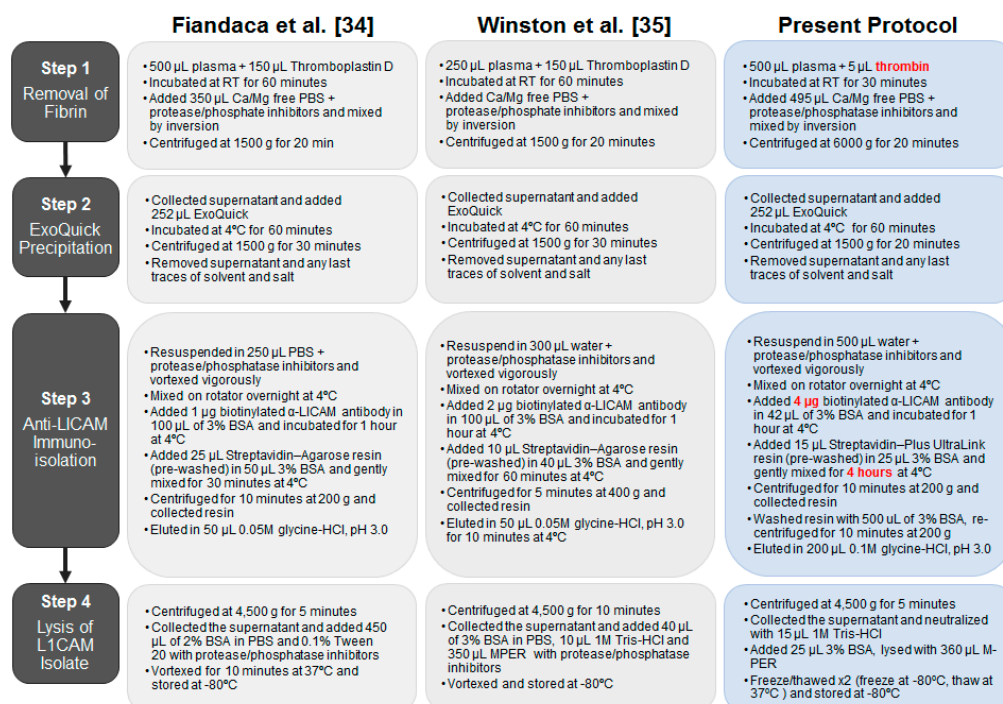 Fiandaca et al. [34]
Winston et al. [35]
Present Protocol
Step 1
Removal of
Fibrin
• 500 µL plasma + 150 µL Thromboplastin D
• Incubated at RT for 60 minutes
• Added 350 µL Ca/Mg free PBS +
protease/phosphate inhibitors and mixed
by inversion
• Centrifuged at 1500 g for 20 min
• 250 µL plasma + 150 µL Thromboplastin D
• Incubated at RT for 60 minutes
• Added Ca/Mg free PBS +
protease/phosphate inhibitors and mixed
by inversion
• Centrifuged at 1500 g for 20 minutes
• 500 µL plasma + 5 µL thrombin
• Incubated at RT for 30 minutes
• Added 495 µL Ca/Mg free PBS +
protease/phosphatase inhibitors and
mixed by inversion
• Centrifuged at 6000 g for 20 minutes
Step 2
ExoQuick
Precipitation
• Collected supernatant and added
252 µL ExoQuick
• Incubated at 4ºC for 60 minutes
• Centrifuged at 1500 g for 30 minutes
• Removed supernatant and any last
traces of solvent and salt
• Collected supernatant and added
ExoQuick
• Incubated at 4ºC for 60 minutes
• Centrifuged at 1500 g for 30 minutes
• Removed supernatant and any last
traces of solvent and salt
• Collected supernatant and added
252 µL ExoQuick
• Incubated at 4ºC for 60 minutes
• Centrifuged at 1500 g for 20 minutes
• Removed supernatant and any last
traces of solvent and salt
Step 3
Anti-LICAM
Immuno-
isolation
• Resuspended in 250 µL PBS +
protease/phosphatase inhibitors and
vortexed vigorously
• Mixed on rotator overnight at 4ºC
• Added 1 µg biotinylated α-LICAM antibody in
100 µL of 3% BSA and incubated for 1 hour
at 4ºC
• Added 25 µL Streptavidin–Agarose resin
(pre-washed) in 50 µL 3% BSA and gently
mixed for 30 minutes at 4ºC
• Centrifuged for 10 minutes at 200 g and
collected resin
• Eluted in 50 µL 0.05M glycine-HCl, pH 3.0
• Resuspended in 300 µL water +
protease/phosphatase inhibitors
and vortexed vigorously
• Mixed on rotator overnight at 4ºC
• Added 2 µg biotinylated α-LICAM antibody
in 100 µL of 3% BSA and incubated for 1
hour at 4ºC
• Added 10 µL Streptavidin–Agarose resin
(pre-washed) in 40 µL 3% BSA and gently
mixed for 60 minutes at 4ºC
• Centrifuged for 5 minutes at 400 g and
collected resin
• Eluted in 50 µL 0.05M glycine-HCl, pH 3.0
for 10 minutes at 4ºC
• Resuspend in 500 µL water +
protease/phosphatase inhibitors and
vortexed vigorously
• Mixed on rotator overnight at 4ºC
• Added 4 µg biotinylated α-LICAM antibody
in 42 µL of 3% BSA and incubated for 1
hour at 4ºC
• Added 15 µL Streptavidin–Plus UltraLink
resin (pre-washed) in 25 µL 3% BSA and
gently mixed for 4 hours at 4ºC
• Centrifuged for 10 minutes at 200 g and
collected resin
• Washed resin with 500 uL of 3% BSA, re-
centrifuged for 10 minutes at 200 g
• Eluted in 200 µL 0.1M glycine-HCl, pH 3.0
Step 4
Lysis of
L1CAM
Isolate
• Centrifuged at 4,500 g for 5 minutes
• Collected the supernatant and added 450
µL of 2% BSA in PBS and 0.1% Tween
20 with protease/phosphatase inhibitors
• Vortexed for 10 minutes at 37ºC and
stored at -80ºC
• Centrifuged at 4,500 g for 10 minutes
• Collected the supernatant and added 40 µL
of 3% BSA in PBS, 10 µL 1M Tris-HCl and
350 µL MPER with protease/phosphatase
inhibitors
• Vortexed and stored at -80ºC
• Centrifuged at 4,500 g for 5 minutes
• Collected the supernatant and neutralized
with 15 µL 1M Tris-HCl
• Added 25 µL 3% BSA, lysed with 360 µL M-
PER
• Freeze/thawed x2 (freeze at -80ºC, thaw at
37ºC ) and stored at -80ºC